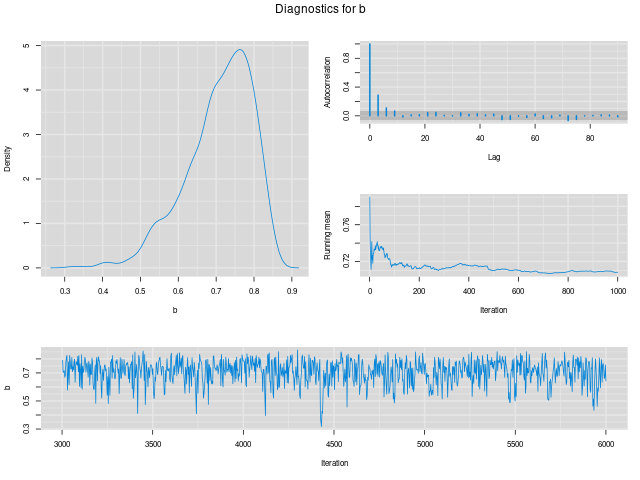 Diagnostics for b
Density
0 1 2 3 4 5
0.3 0.4 0.5 0.6 0.7 0.8 0.9
b
Autocorrelation
0.0 0.4 0.8
0 20 40 60 80
Lag
Running mean
0.72 0.76
0 200 400 600 800 1000
Iteration
b
0.3 0.5 0.7
3000 3500 4000 4500 5000 5500 6000
Iteration